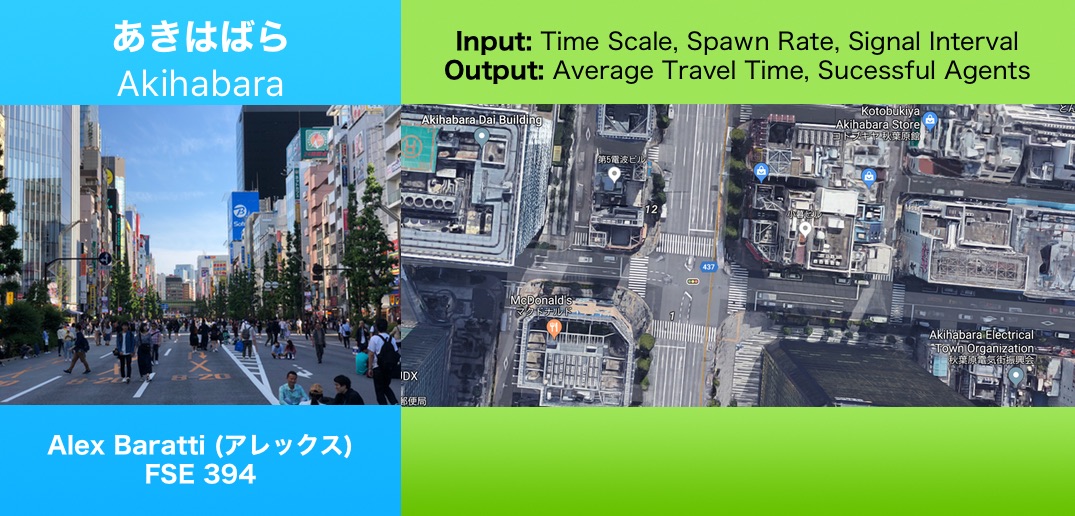 あきはばら
Akihabara
Input: Time Scale, Spawn Rate, Signal Interval
Output: Average Travel Time, Sucessful Agents
Akihabara Dai Building
第5電波ビル
Kotobukiya
Akihabara Store
コトブキヤ 秋葉原館
とん
小暮ビル
12
437
1
McDonald's
マクドナルド
Akihabara Electrical
Town Organization
秋葉原電気街振興会
UDX
郵便局
Alex Baratti (アレックス)
FSE 394